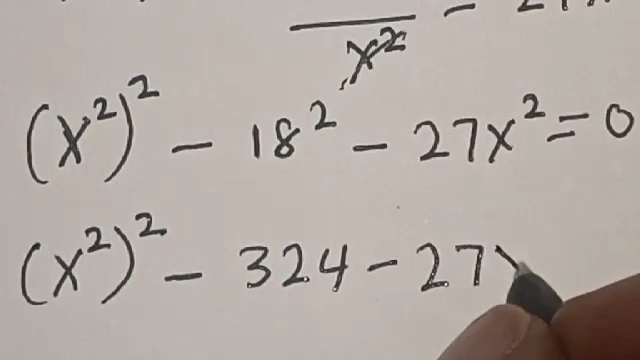 x² -
(x²)² - 18² - 27x² = 0
(x²)² - 324 - 27